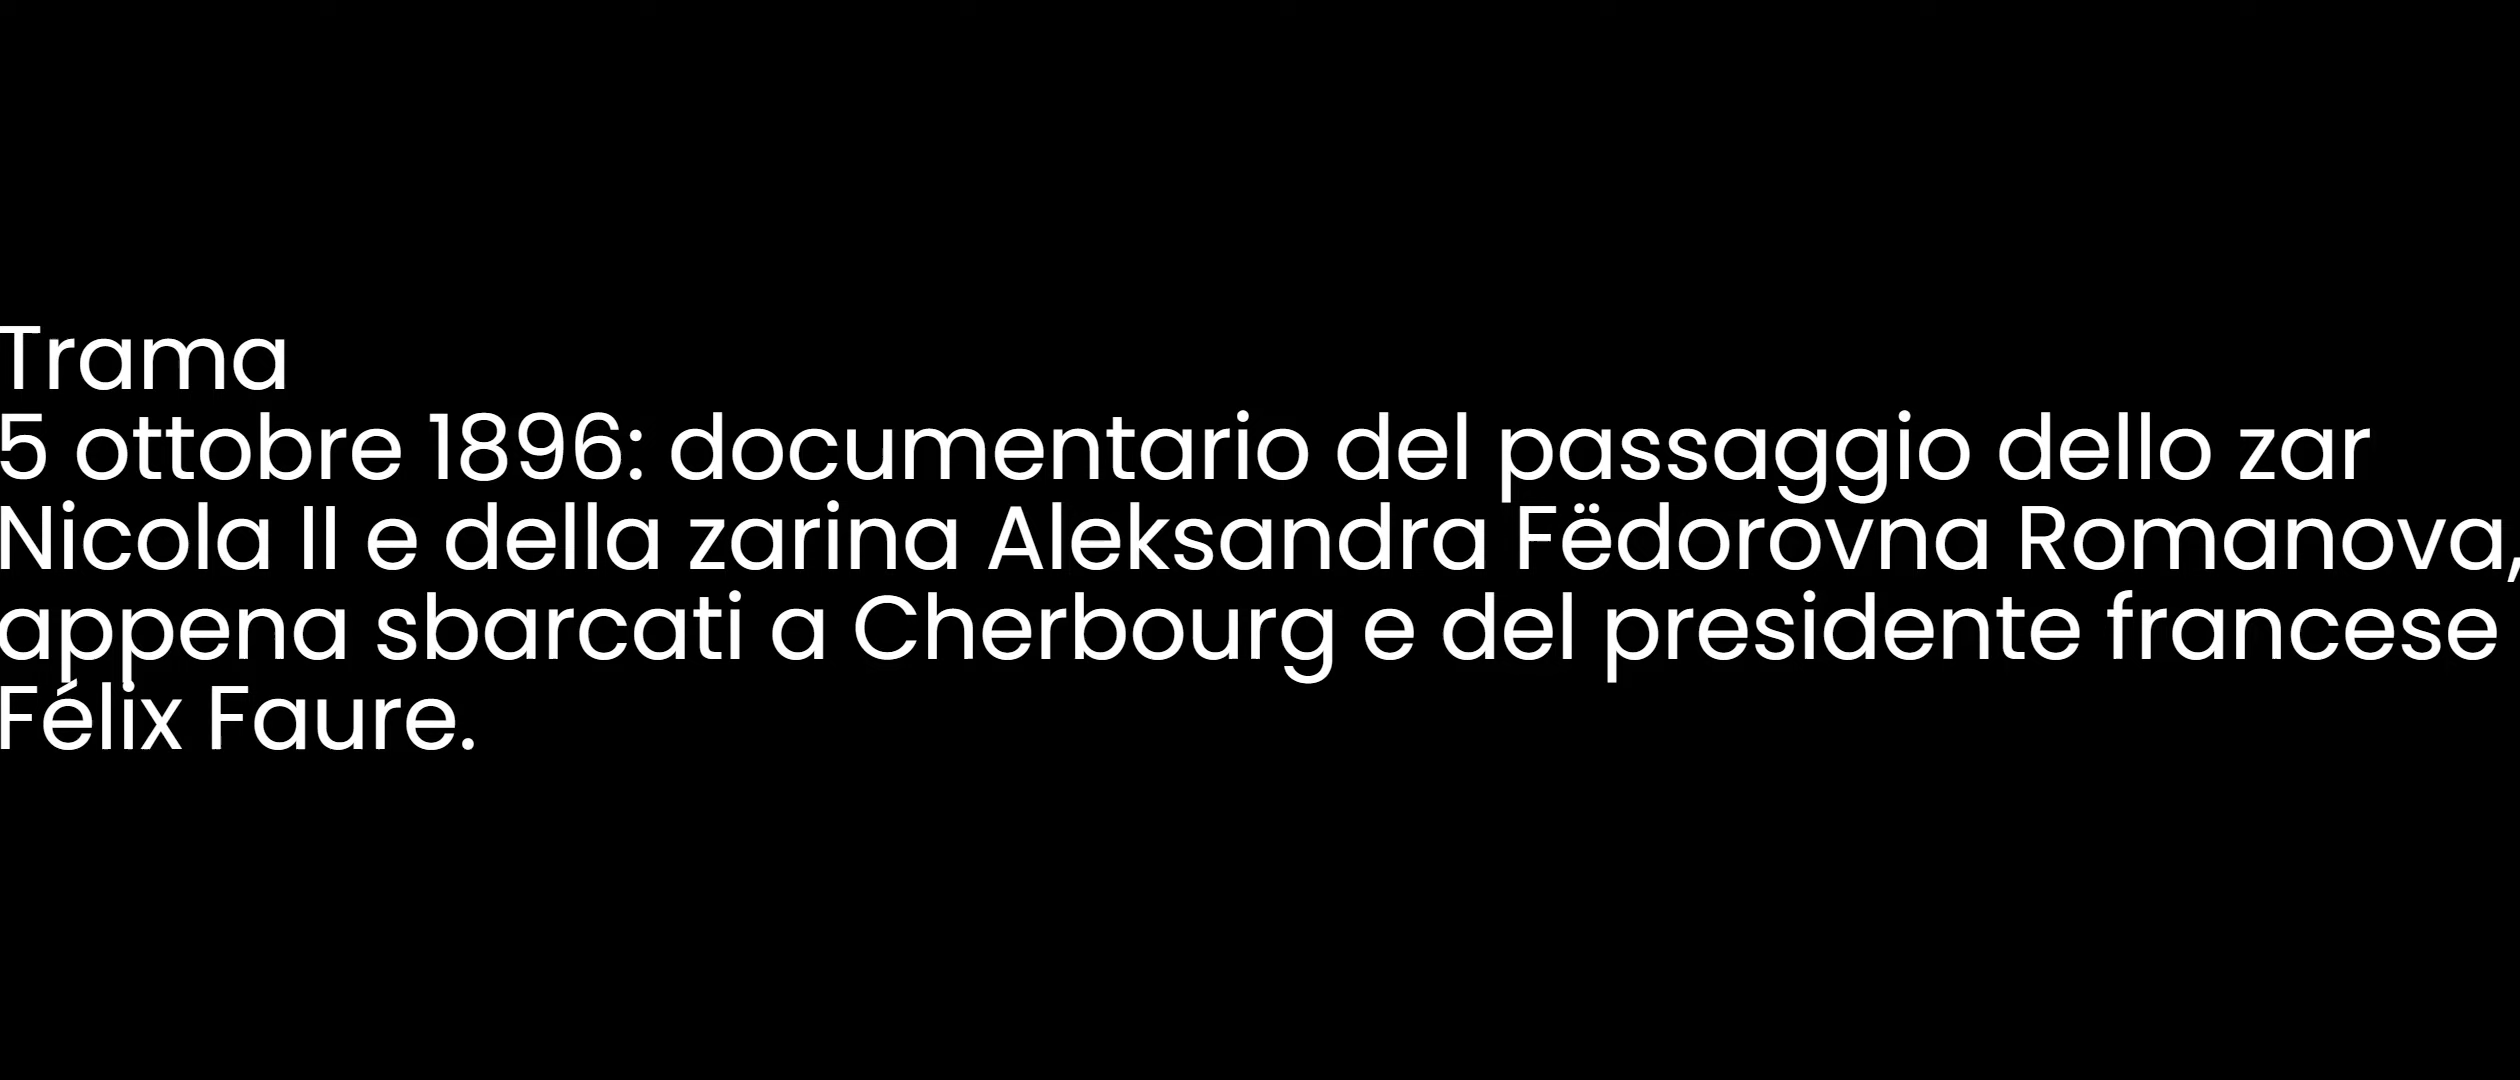 Trama
5 ottobre 1896: documentario del passaggio dello zar
Nicola II e della zarina Aleksandra Fëdorovna Romanova,
appena sbarcati a Cherbourg e del presidente francese
Félix Faure.